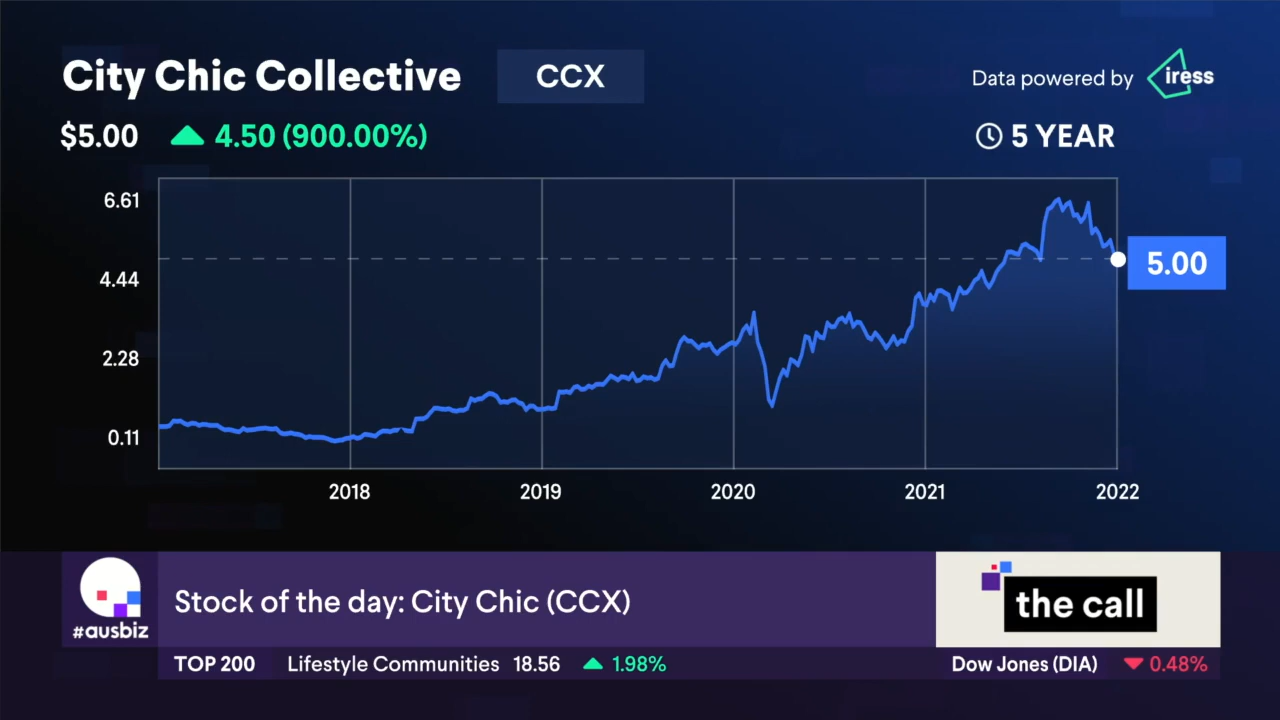 City Chic Collective CCX
Data powered by iress
$5.00 ▲ 4.50 (900.00%)
5 YEAR
6.61
4.44
2.28
0.11
5.00
2018 2019 2020 2021 2022
#ausbiz
Stock of the day: City Chic (CCX)
the call
TOP 200 Lifestyle Communities 18.56 ▲ 1.98%
Dow Jones (DIA) ▼ 0.48%